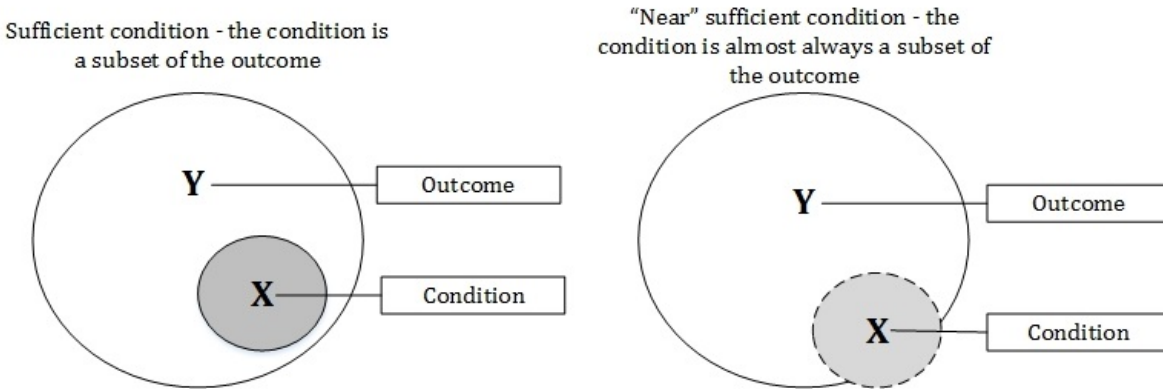 Sufficient condition - the condition is
a subset of the outcome
Y
Outcome
X
Condition
“Near” sufficient condition - the
condition is almost always a subset of
the outcome
Y
Outcome
X
Condition